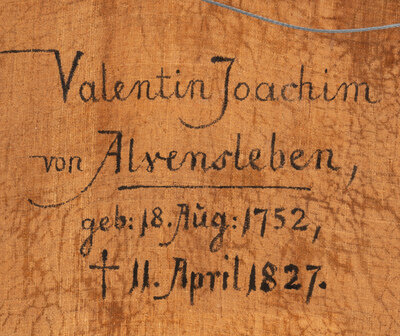 Valentin Joachim
von Alvensleben,
geb: 18. Aug: 1752,
† 11. April 1827.